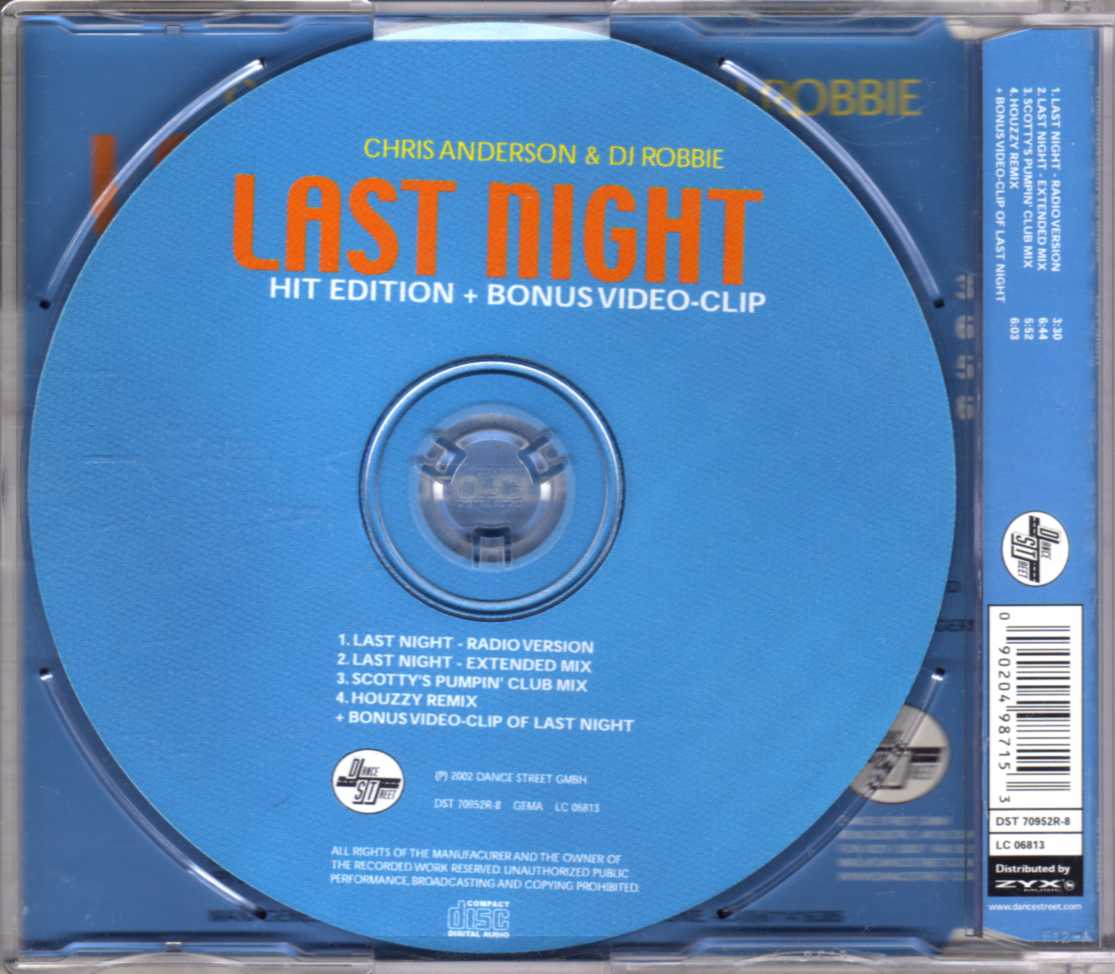 CHRIS ANDERSON & DJ ROBBIE
LAST NIGHT
HIT EDITION + BONUS VIDEO-CLIP
1. LAST NIGHT - RADIO VERSION
2. LAST NIGHT - EXTENDED MIX
3. SCOTTY'S PUMPIN' CLUB MIX
4. HOUZZY REMIX
+ BONUS VIDEO-CLIP OF LAST NIGHT
DANCE STREET
(P) 2002 DANCE STREET GMBH
DST 70952R-8 GEMA LC 06813
ALL RIGHTS OF THE MANUFACURER AND THE OWNER OF
THE RECORDED WORK RESERVED. UNAUTHORIZED PUBLIC
PERFORMANCE, BROADCASTING AND COPYING PROHIBITED.
COMPACT
disc
DIGITAL AUDIO
ROBBIE
1. LAST NIGHT - RADIO VERSION 3:30
2. LAST NIGHT - EXTENDED MIX 6:44
3. SCOTTY'S PUMPIN' CLUB MIX 5:52
4. HOUZZY REMIX 6:03
+ BONUS VIDEO-CLIP OF LAST NIGHT
DANCE STREET
0 90204 98715 3
DST 70952R-8
LC 06813
Distributed by
ZYX
MUSIC
www.dancestreet.com